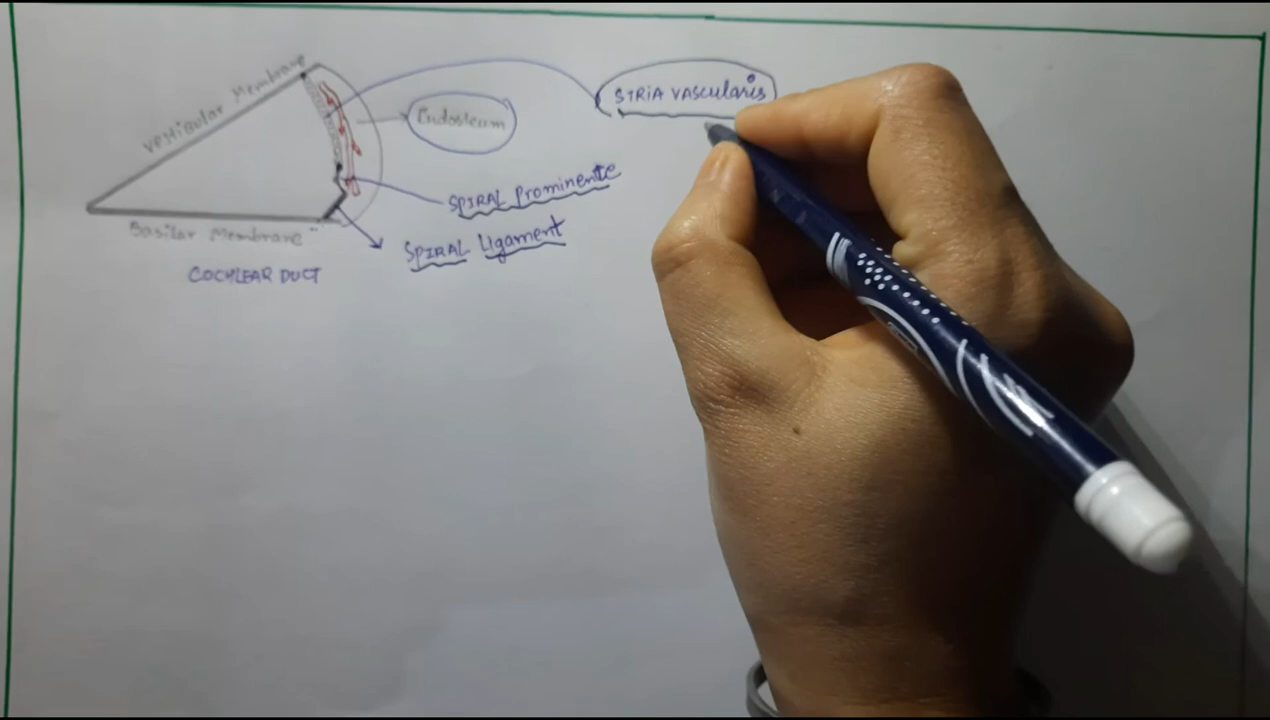 Vestibular Membrane
STRIA VASCULARIS
Endosteum
SPIRAL Prominente
SPIRAL Ligament
Basilar Membrane"
COCHLEAR DUCT